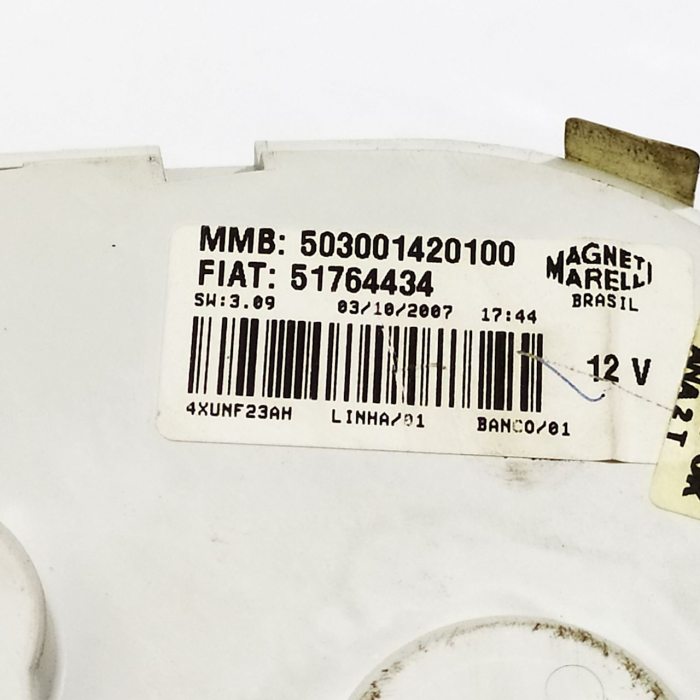 MMB: 503001420100
FIAT: 51764434
MAGNETI
MARELLI
BRASIL
SW:3.09 03/10/2007 17:44
12 V
4XUNF23AH LINHA/01 BANCO/01
OK